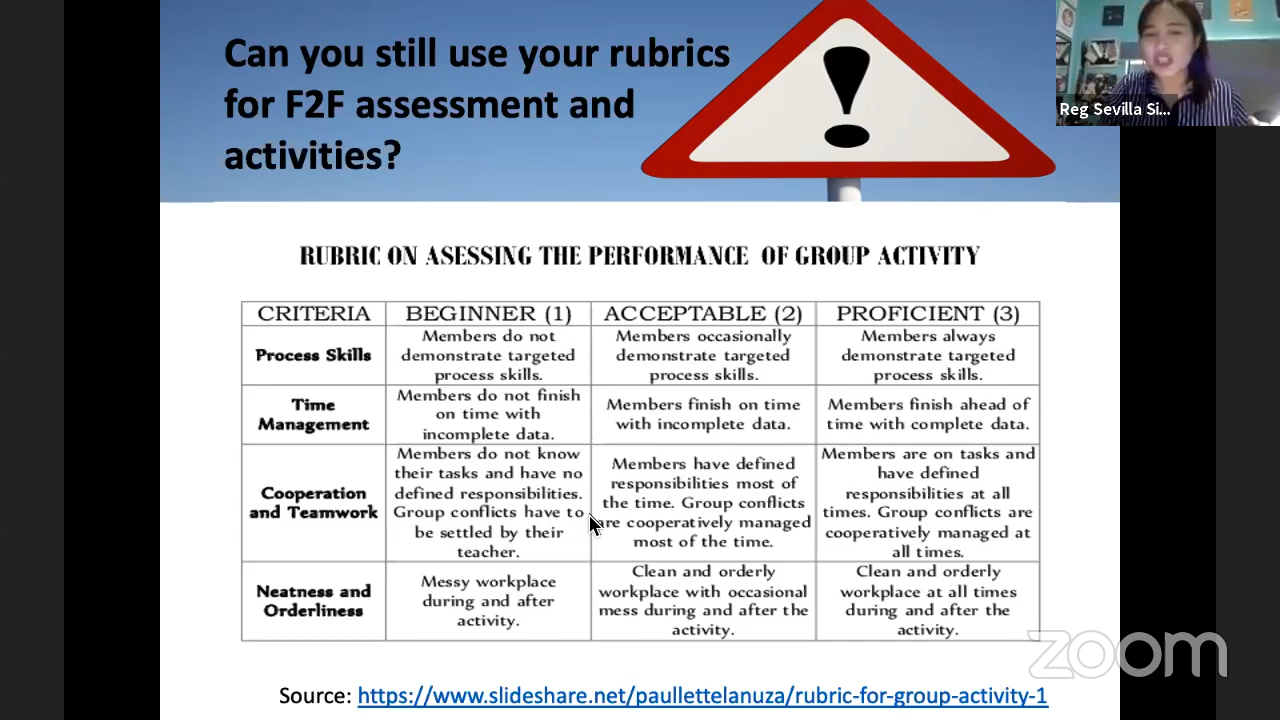 Can you still use your rubrics
for F2F assessment and
activities?
Reg Sevilla Si...
RUBRIC ON ASESSING THE PERFORMANCE OF GROUP ACTIVITY
CRITERIA
BEGINNER (1)
ACCEPTABLE (2)
PROFICIENT (3)
Process Skills
Members do not
demonstrate targeted
process skills.
Members occasionally
demonstrate targeted
process skills.
Members always
demonstrate targeted
process skills.
Time
Management
Members do not finish
on time with
incomplete data.
Members finish on time
with incomplete data.
Members finish ahead of
time with complete data.
Cooperation
and Teamwork
Members do not know
their tasks and have no
defined responsibilities.
Group conflicts have to
be settled by their
teacher.
Members have defined
responsibilities most of
the time. Group conflicts
are cooperatively managed
most of the time.
Members are on tasks and
have defined
responsibilities at all
times. Group conflicts are
cooperatively managed at
all times.
Neatness and
Orderliness
Messy workplace
during and after
activity.
Clean and orderly
workplace with occasional
mess during and after the
activity.
Clean and orderly
workplace at all times
during and after the
activity.
zoom
Source: https://www.slideshare.net/paullettelanuza/rubric-for-group-activity-1